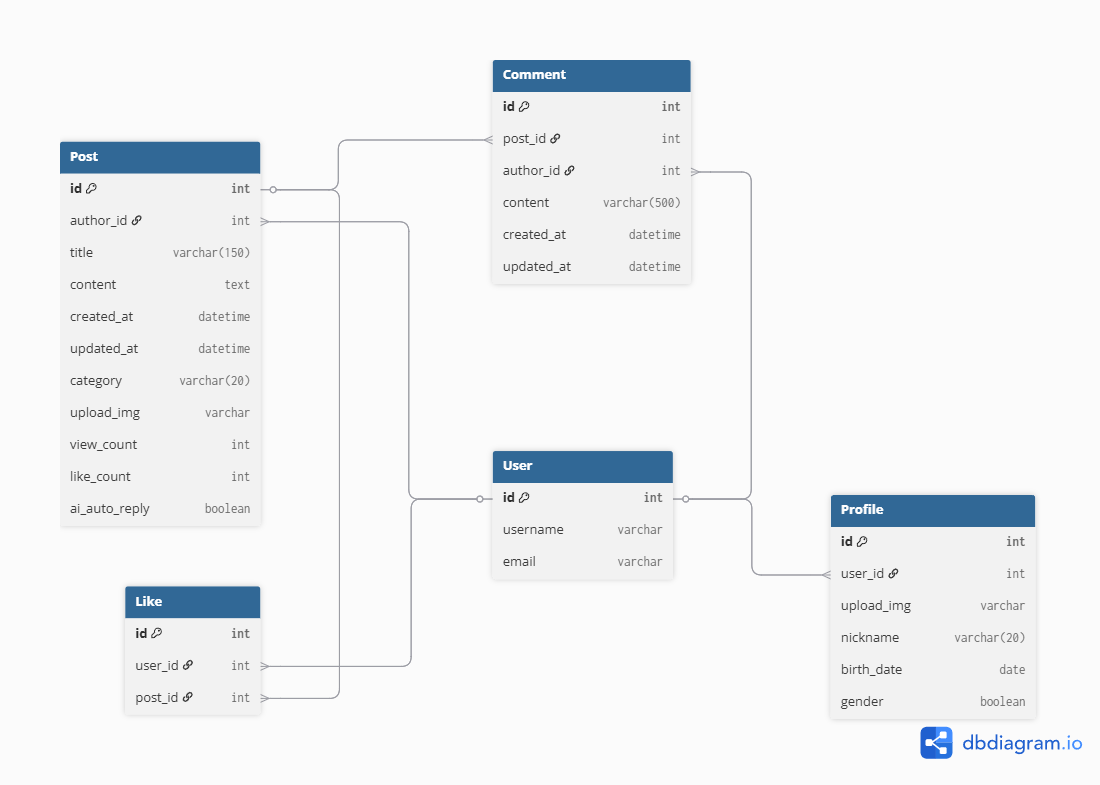 Comment
id int
post_id int
author_id int
content varchar(500)
created_at datetime
updated_at datetime
Post
id int
author_id int
title varchar(150)
content text
created_at datetime
updated_at datetime
category varchar(20)
upload_img varchar
view_count int
like_count int
ai_auto_reply boolean
User
id int
username varchar
email varchar
Profile
id int
user_id int
upload_img varchar
nickname varchar(20)
birth_date date
gender boolean
Like
id int
user_id int
post_id int
dbdiagram.io